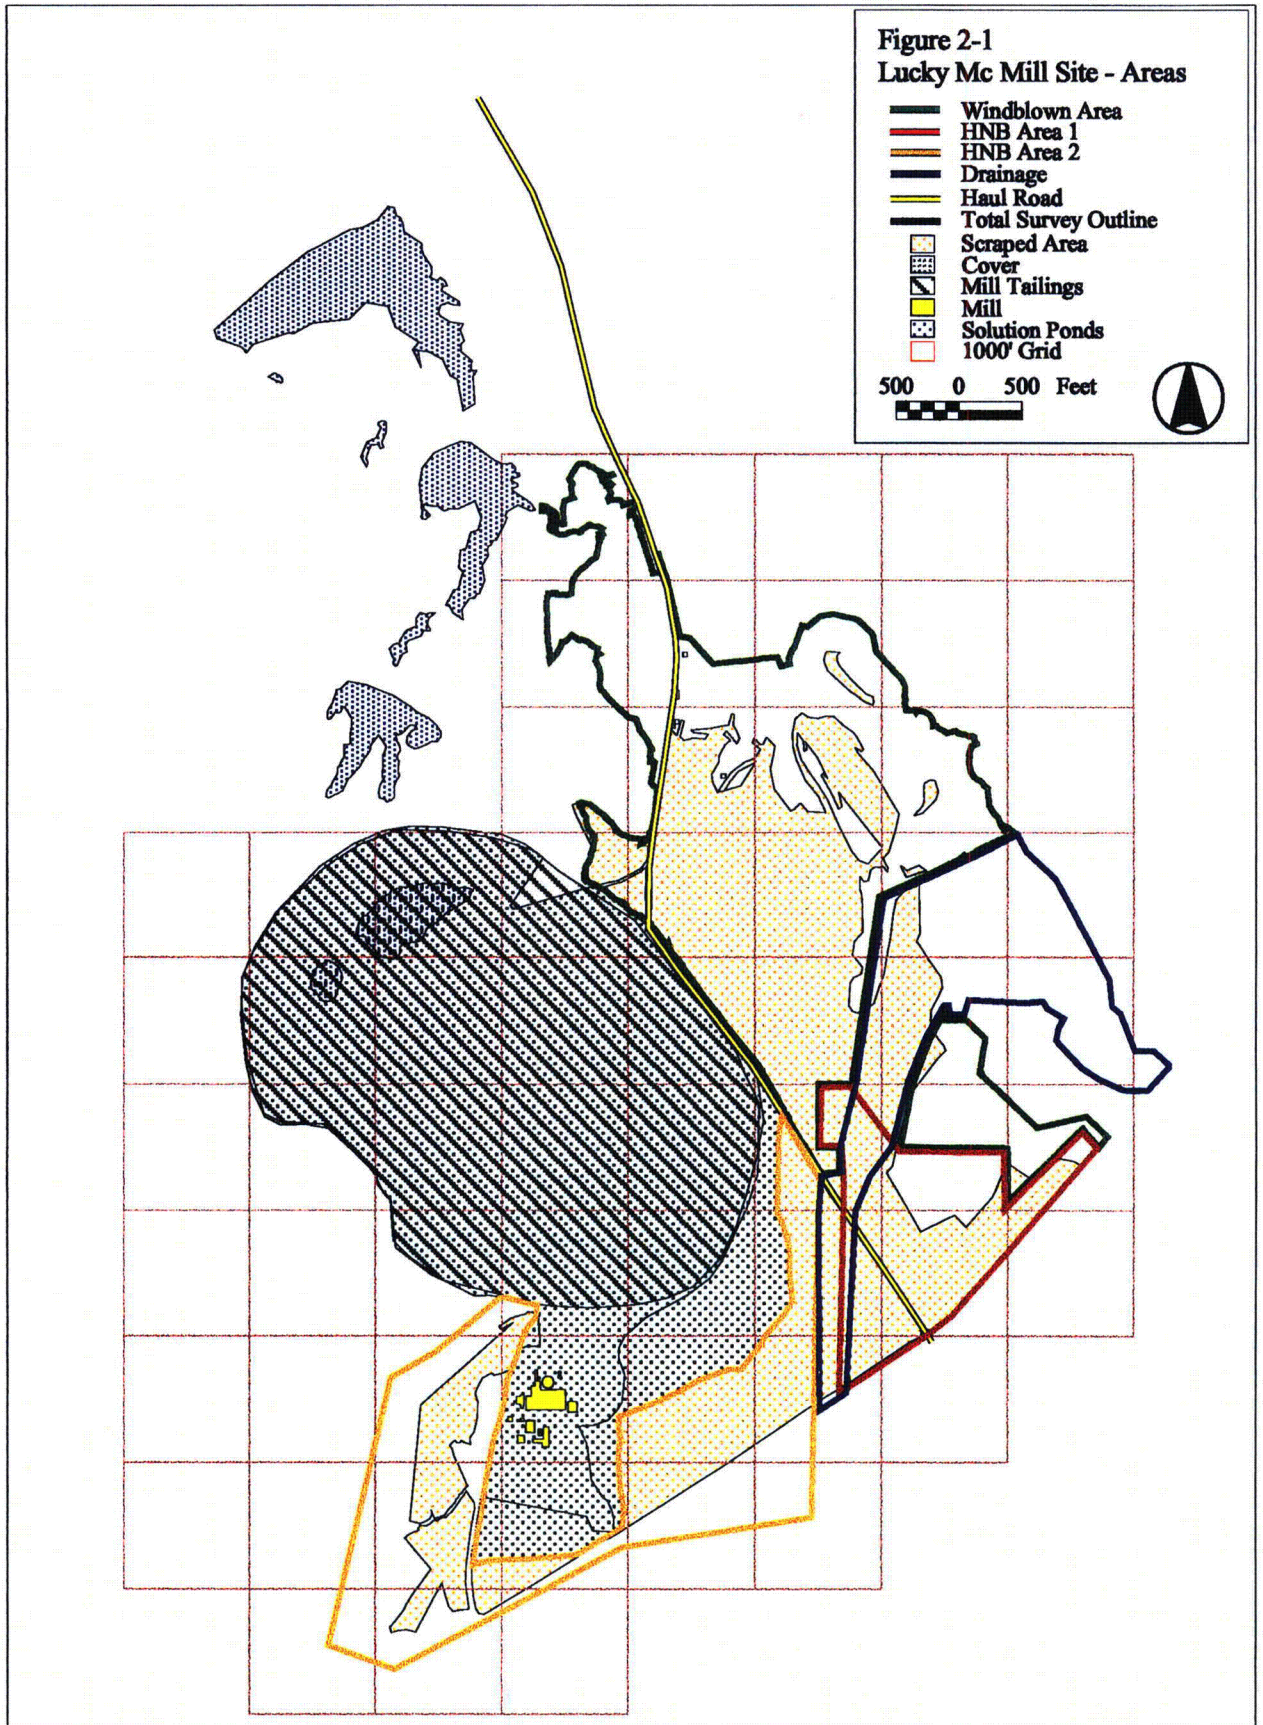 Figure 2-1
Lucky Mc Mill Site - Areas
Windblown Area
HNB Area 1
HNB Area 2
Drainage
Haul Road
Total Survey Outline
Scraped Area
Cover
Mill Tailings
Mill
Solution Ponds
1000' Grid
500 0 500 Feet